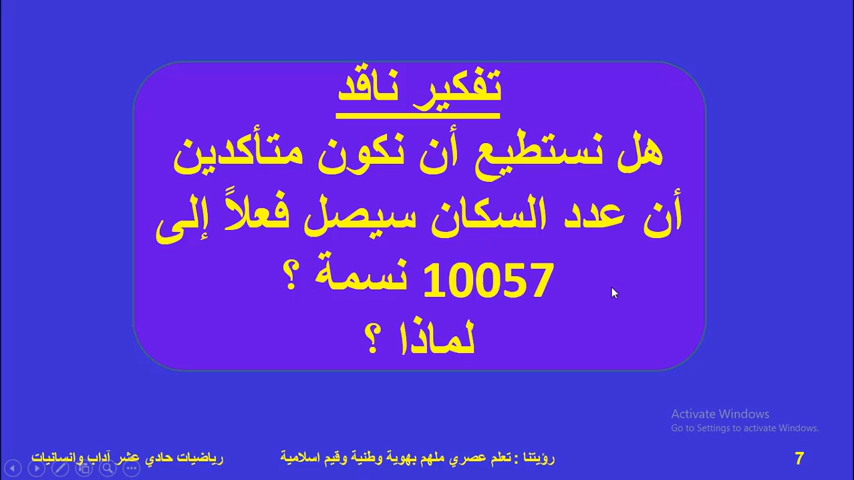 تفكير ناقد
هل نستطيع أن نكون متأكدين
أن عدد السكان سيصل فعلاً إلى
10057 نسمة ؟
لماذا ؟
Activate Windows
Go to Settings to activate Windows.
رياضيات حادي عشر آداب وإنسانيات
رؤيتنا : تعلم عصري ملهم بهوية وطنية وقيم اسلامية
7